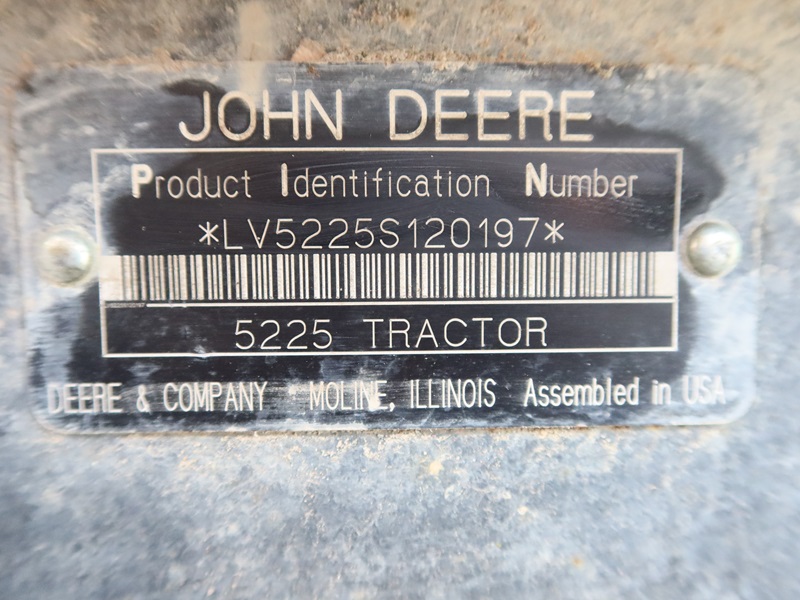 JOHN DEERE
Product Identification Number
*LV5225S120197*
5225 TRACTOR
DEERE & COMPANY MOLINE, ILLINOIS Assembled in USA